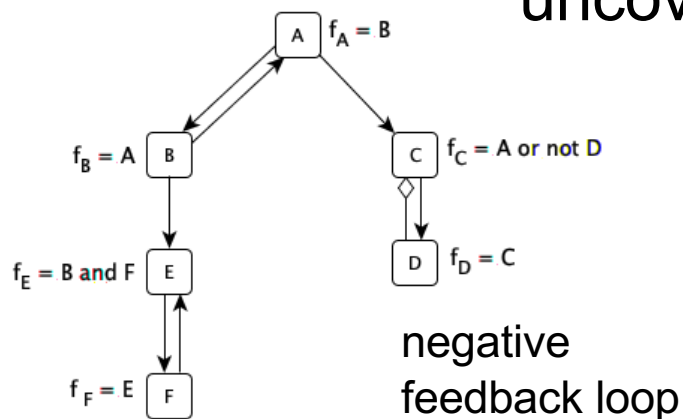 A
f_A = B
f_B = A
B
C
f_C = A or not D
f_E = B and F
E
D
f_D = C
negative
feedback loop
f_F = E
F